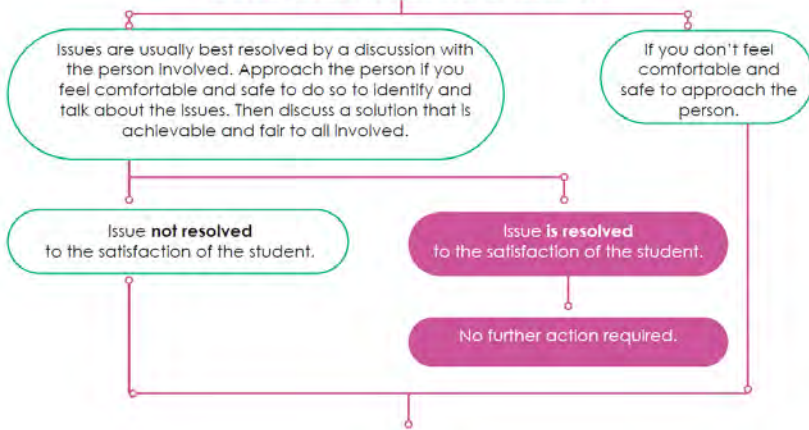 Issues are usually best resolved by a discussion with
the person involved. Approach the person if you
feel comfortable and safe to do so to identify and
talk about the issues. Then discuss a solution that is
achievable and fair to all involved.
If you don't feel
comfortable and
safe to approach the
person.
Issue not resolved
to the satisfaction of the student.
Issue is resolved
to the satisfaction of the student.
No further action required.